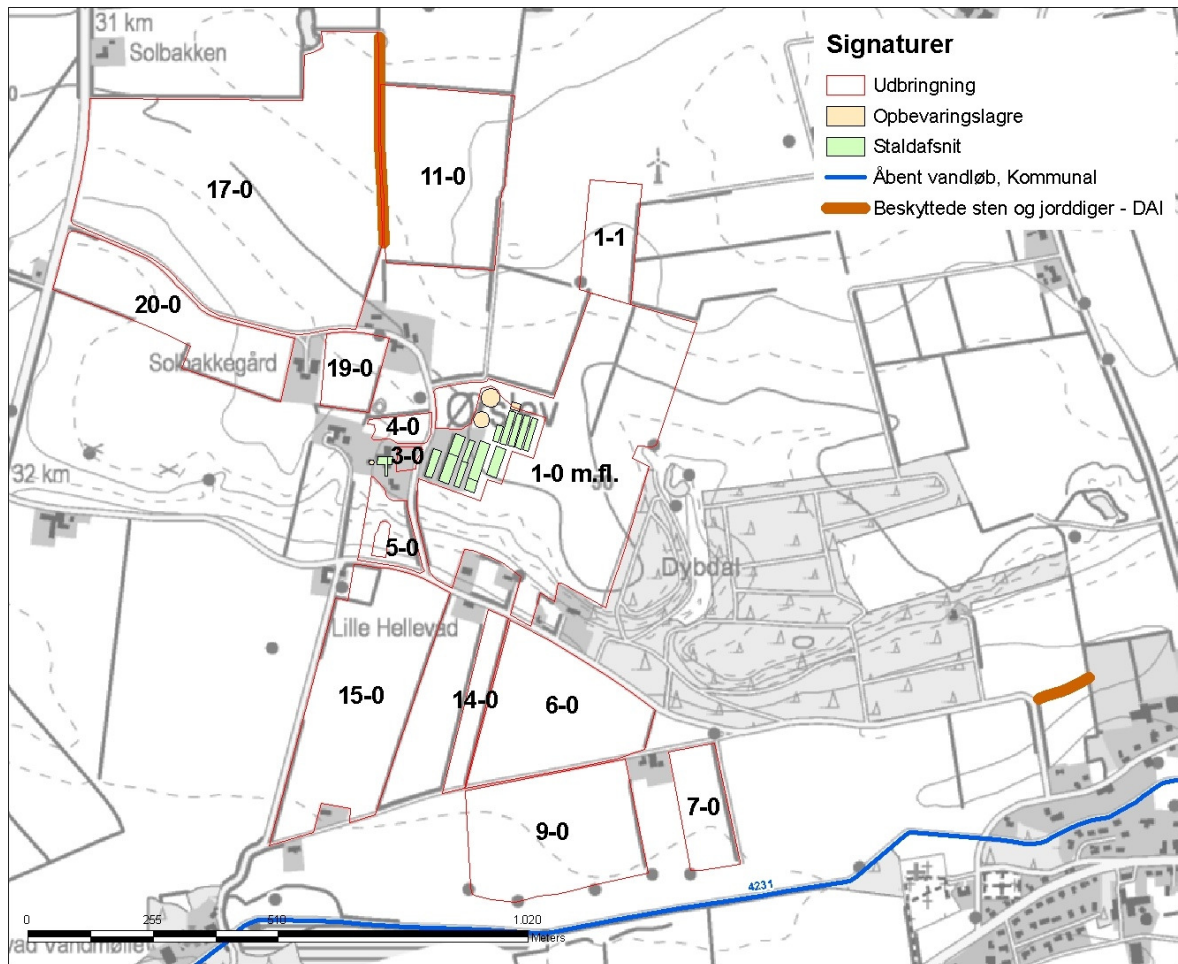 31 km
Solbakken
Signaturer
Udbringning
Opbevaringslagre
Staldafsnit
Åbent vandløb, Kommunal
Beskyttede sten og jorddiger - DAI
17-0
11-0
1-1
20-0
Solbakkegård
19-0
4-0
3-0
1-0 m.fl.
32 km
5-0
Dybdal
Lille Hellevad
15-0
14-0
6-0
7-0
9-0
4231
0
255
510
1.020
Meters